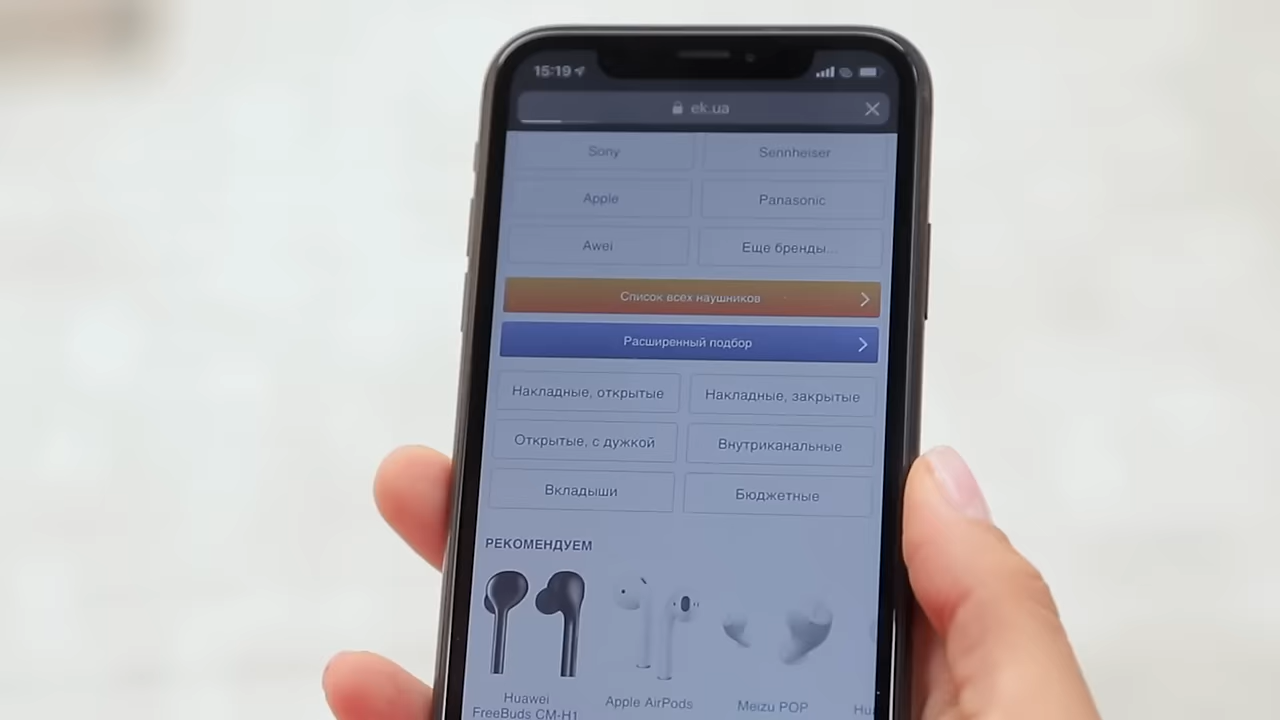 15:19
ek.ua
Sony
Sennheiser
Apple
Panasonic
Awei
Еще бренды...
Список всех наушников
Расширенный подбор
Накладные, открытые
Накладные, закрытые
Открытые, с дужкой
Внутриканальные
Вкладыши
Бюджетные
РЕКОМЕНДУЕМ
Huawei
FreeBuds CM-H1
Apple AirPods
Meizu POP